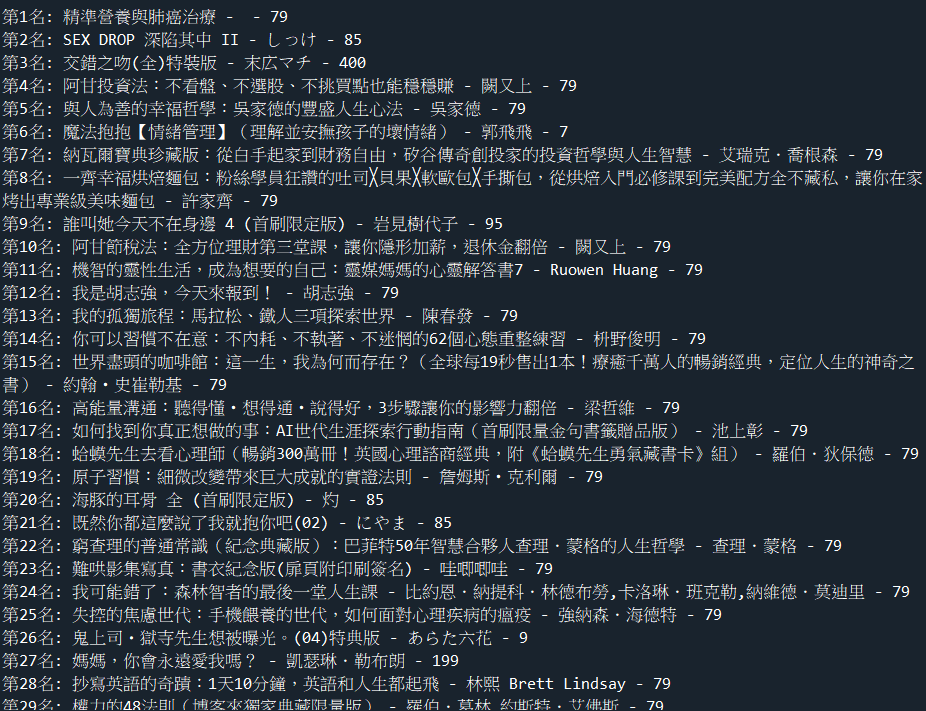 第1名: 精準營養與肺癌治療 -  - 79
第2名: SEX DROP 深陷其中 II - しっけ - 85
第3名: 交錯之吻(全)特裝版 - 末広マチ - 400
第4名: 阿甘投資法：不看盤、不選股、不挑買點也能穩穩賺 - 闕又上 - 79
第5名: 與人為善的幸福哲學：吳家德的豐盛人生心法 - 吳家德 - 79
第6名: 魔法抱抱【情緒管理】（理解並安撫孩子的壞情緒） - 郭飛飛 - 7
第7名: 納瓦爾寶典珍藏版：從白手起家到財務自由，矽谷傳奇創投家的投資哲學與人生智慧 - 艾瑞克·喬根森 - 79
第8名: 一齊幸福烘焙麵包：粉絲學員狂讚的吐司╳貝果╳軟歐包╳手撕包，從烘焙入門必修課到完美配方全不藏私，讓你在家
烤出專業級美味麵包 - 許家齊 - 79
第9名: 誰叫她今天不在身邊 4 (首刷限定版) - 岩見樹代子 - 95
第10名: 阿甘節稅法：全方位理財第三堂課，讓你隱形加薪，退休金翻倍 - 闕又上 - 79
第11名: 機智的靈性生活，成為想要的自己：靈媒媽媽的心靈解答書7 - Ruowen Huang - 79
第12名: 我是胡志強，今天來報到！ - 胡志強 - 79
第13名: 我的孤獨旅程：馬拉松、鐵人三項探索世界 - 陳春發 - 79
第14名: 你可以習慣不在意：不內耗、不執著、不迷惘的62個心態重整練習 - 枡野俊明 - 79
第15名: 世界盡頭的咖啡館：這一生，我為何而存在？（全球每19秒售出1本！療癒千萬人的暢銷經典，定位人生的神奇之
書） - 約翰·史崔勒基 - 79
第16名: 高能量溝通：聽得懂·想得通·說得好，3步驟讓你的影響力翻倍 - 梁哲維 - 79
第17名: 如何找到你真正想做的事：AI世代生涯探索行動指南（首刷限量金句書籤贈品版） - 池上彰 - 79
第18名: 蛤蟆先生去看心理師（暢銷300萬冊！英國心理諮商經典，附《蛤蟆先生勇氣藏書卡》組） - 羅伯·狄保德 - 79
第19名: 原子習慣：細微改變帶來巨大成就的實證法則 - 詹姆斯·克利爾 - 79
第20名: 海豚的耳骨 全 (首刷限定版) - 灼 - 85
第21名: 既然你都這麼說了我就抱你吧(02) - にやま - 85
第22名: 窮查理的普通常識（紀念典藏版）：巴菲特50年智慧合夥人查理·蒙格的人生哲學 - 查理·蒙格 - 79
第23名: 難哄影集寫真：書衣紀念版(扉頁附印刷簽名) - 哇唧唧哇 - 79
第24名: 我可能錯了：森林智者的最後一堂人生課 - 比約恩·納提科·林德布勞,卡洛琳·班克勒,納維德·莫迪里 - 79
第25名: 失控的焦慮世代：手機餵養的世代，如何面對心理疾病的瘟疫 - 強納森·海德特 - 79
第26名: 鬼上司·獄寺先生想被曝光。(04)特典版 - あらた六花 - 9
第27名: 媽媽，你會永遠愛我嗎？ - 凱瑟琳·勒布朗 - 199
第28名: 抄寫英語的奇蹟：1天10分鐘，英語和人生都起飛 - 林熙 Brett Lindsay - 79
第29名: 權力的48法則（博客來獨家典藏限量版） - 羅伯·葛林,約斯特·艾佛斯 - 79